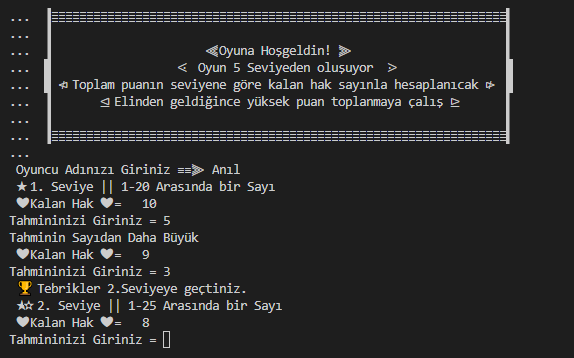 ...
...
... ⋘Oyuna Hoşgeldin! ⋙
... ⋖ Oyun 5 Seviyeden oluşuyor ⋗
... Toplam puanın seviyene göre kalan hak sayınla hesaplanıcak
... ⊴ Elinden geldiğince yüksek puan toplanmaya çalış ⊵
...
...
...
Oyuncu Adınızı Giriniz ≡≡⋙ Anıl
★1. Seviye || 1-20 Arasında bir Sayı
♥Kalan Hak ♥= 10
Tahmininizi Giriniz = 5
Tahminin Sayıdan Daha Büyük
♥Kalan Hak ♥= 9
Tahmininizi Giriniz = 3
🏆 Tebrikler 2.Seviyeye geçtiniz.
★☆ 2. Seviye || 1-25 Arasında bir Sayı
♥Kalan Hak ♥= 8
Tahmininizi Giriniz =